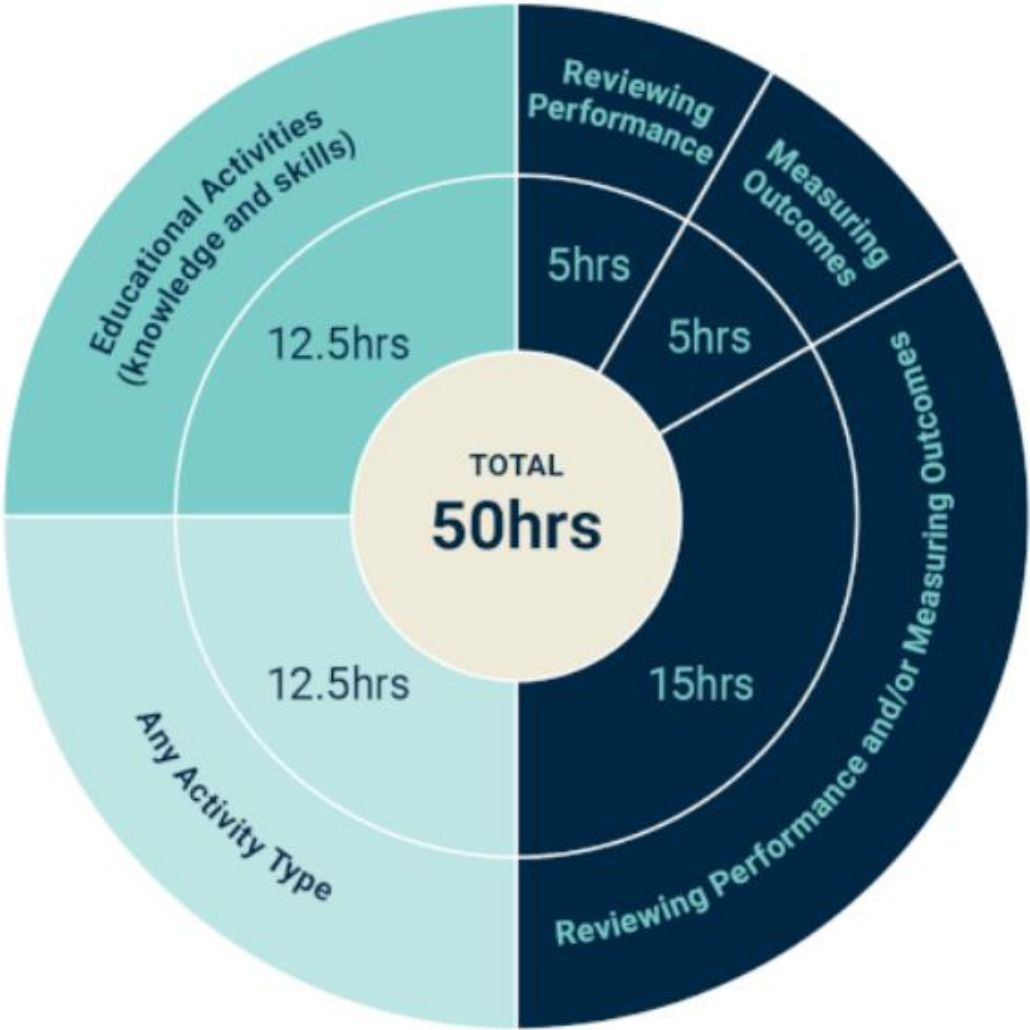 Educational Activities
(knowledge and skills)
12.5hrs
Reviewing
Performance
5hrs
Measuring
Outcomes
5hrs
TOTAL
50hrs
Reviewing Performance and/or Measuring Outcomes
15hrs
Any Activity Type
12.5hrs